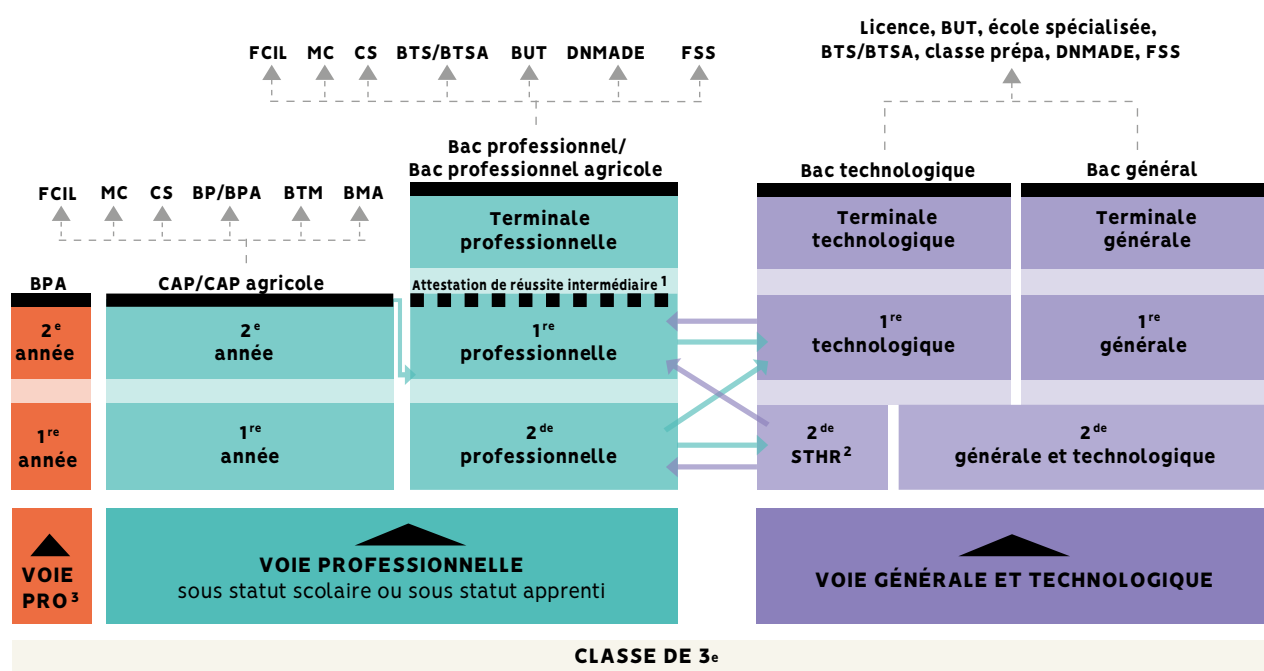 Licence, BUT, école spécialisée,
BTS/BTSA, classe prépa, DNMADE, FSS
FCIL MC CS BTS/BTSA BUT DNMADE FSS
Bac professionnel/
Bac professionnel agricole
Bac technologique
Bac général
FCIL MC CS BP/BPA BTM BMA
Terminale
professionnelle
Terminale
technologique
Terminale
générale
BPA
CAP/CAP agricole
Attestation de réussite intermédiaire 1
2e
année
2e
année
1re
professionnelle
1re
technologique
1re
générale
1re
année
1re
année
2de
professionnelle
2de
STHR2
2de
générale et technologique
VOIE
PRO3
VOIE PROFESSIONNELLE
sous statut scolaire ou sous statut apprenti
VOIE GÉNÉRALE ET TECHNOLOGIQUE
CLASSE DE 3e